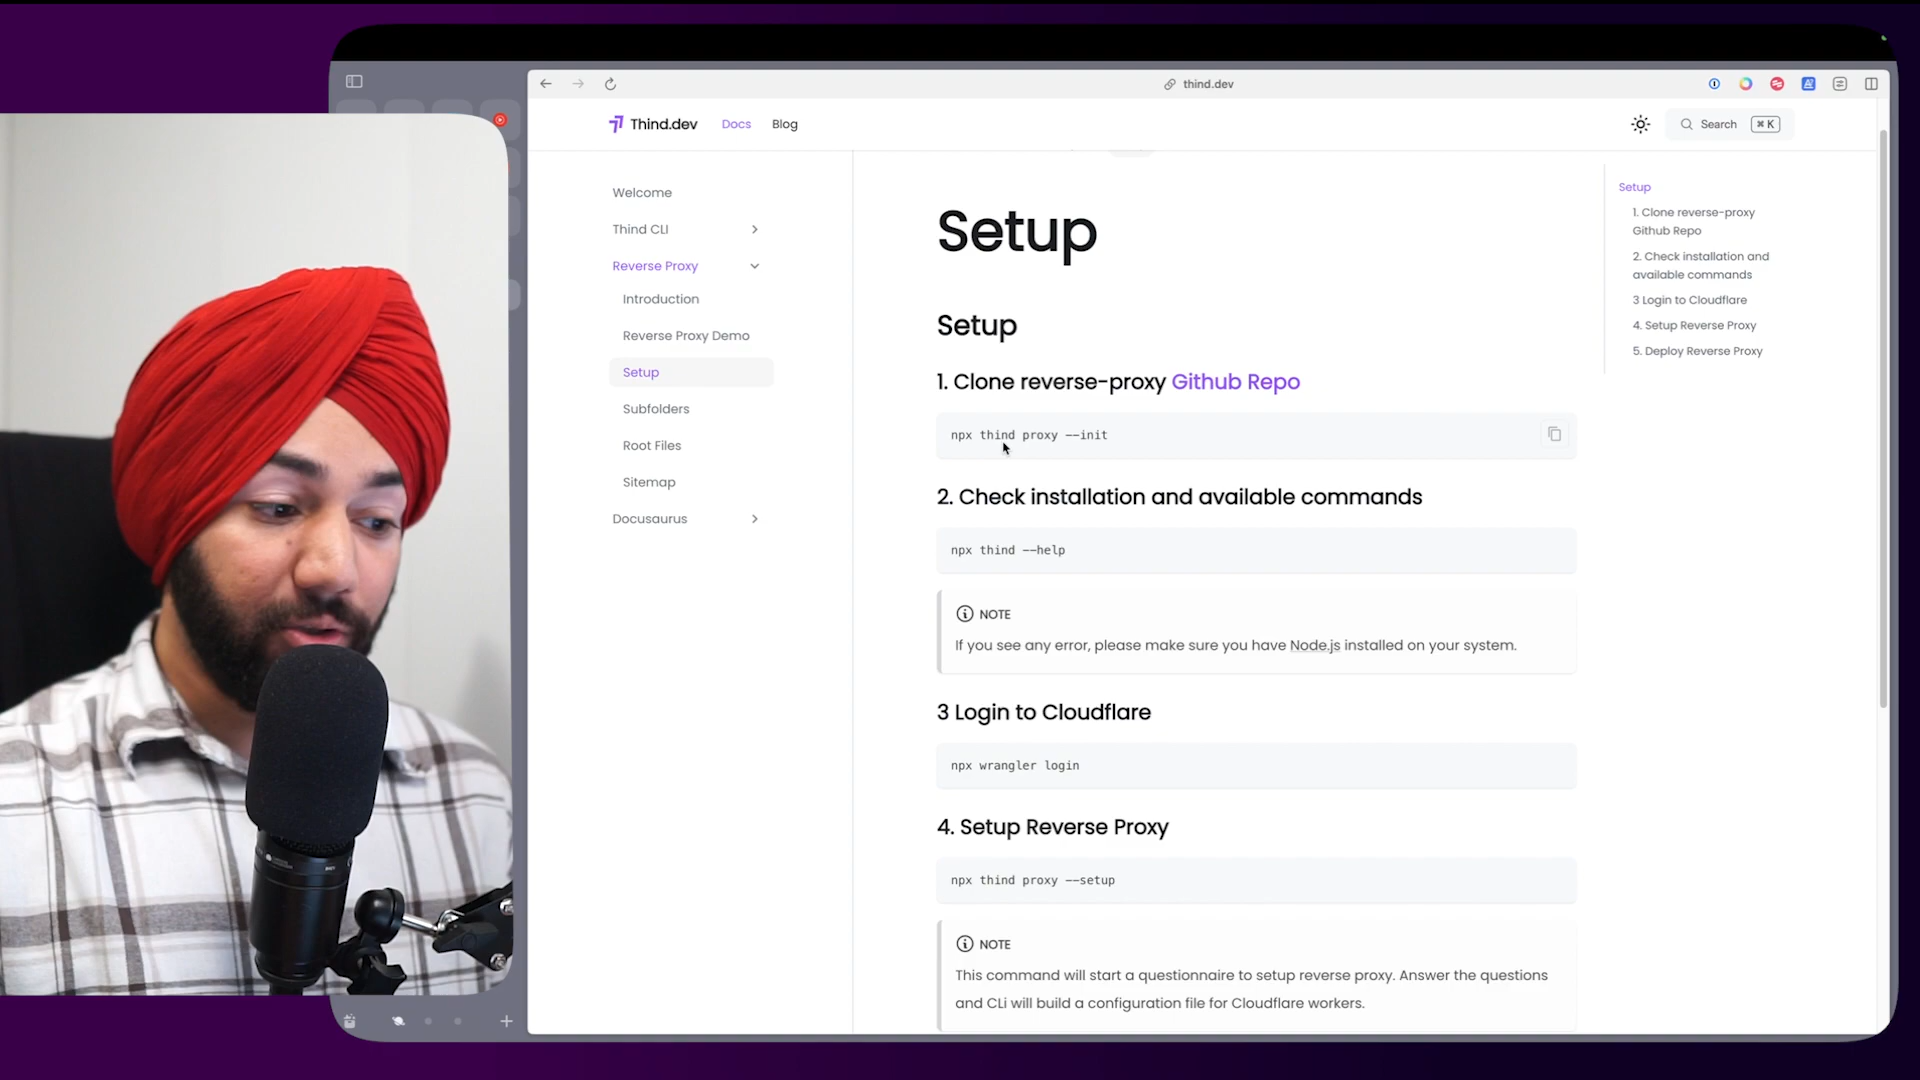 thind.dev
Thind.dev Docs Blog
Search ⌘ K
Welcome
Thind CLI
Reverse Proxy
Introduction
Reverse Proxy Demo
Setup
Subfolders
Root Files
Sitemap
Docusaurus
Setup
Setup
1. Clone reverse-proxy Github Repo
npx thind proxy --init
2. Check installation and available commands
npx thind --help
NOTE
If you see any error, please make sure you have Node.js installed on your system.
3 Login to Cloudflare
npx wrangler login
4. Setup Reverse Proxy
npx thind proxy --setup
NOTE
This command will start a questionnaire to setup reverse proxy. Answer the questions
and CLi will build a configuration file for Cloudflare workers.
Setup
1. Clone reverse-proxy
Github Repo
2. Check installation and
available commands
3 Login to Cloudflare
4. Setup Reverse Proxy
5. Deploy Reverse Proxy